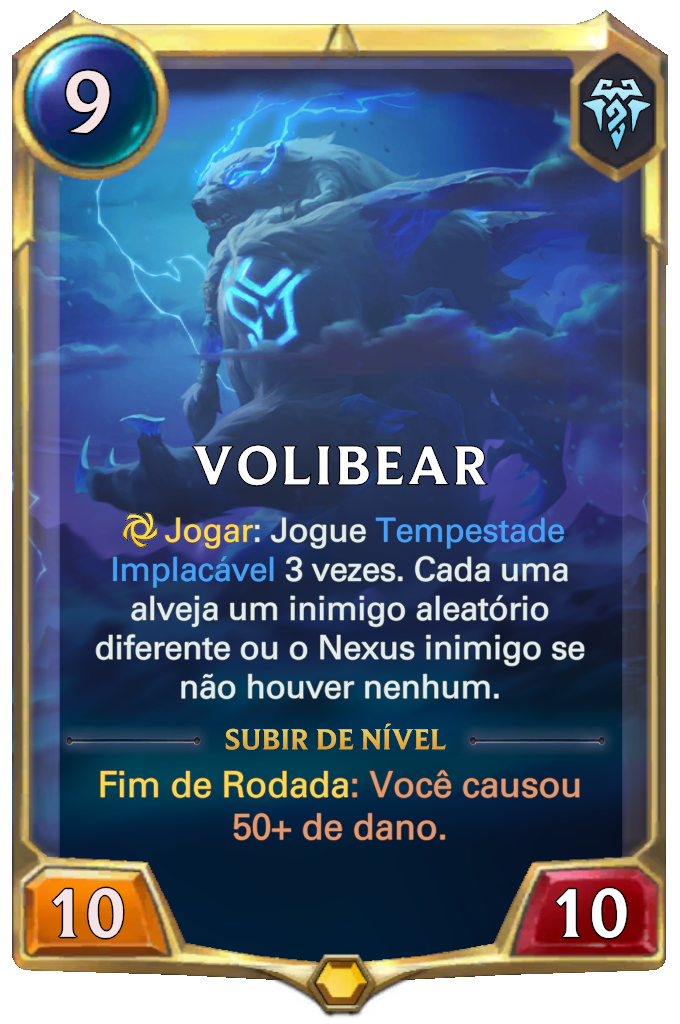 9
VOLIBEAR
Jogar: Jogue Tempestade
Implacável 3 vezes. Cada uma
alveja um inimigo aleatório
diferente ou o Nexus inimigo se
não houver nenhum.
SUBIR DE NÍVEL
Fim de Rodada: Você causou
50+ de dano.
10
10